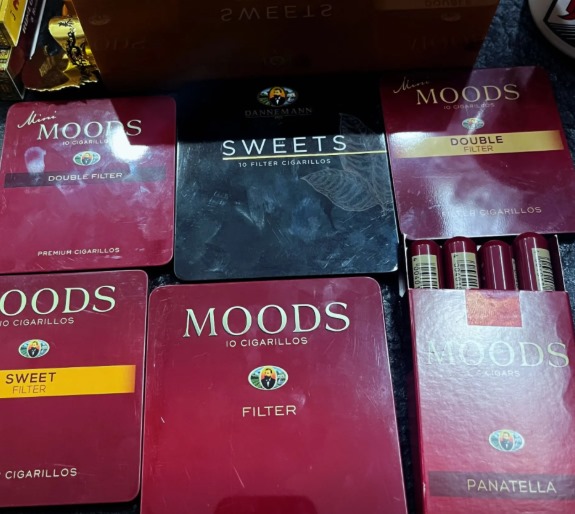 SWEETS
Mini
MOODS
10 CIGARILLOS
DOUBLE FILTER
PREMIUM CIGARILLOS
DANNEMANN
SWEETS
10 FILTER CIGARILLOS
Mini
MOODS
10 CIGARILLOS
DOUBLE
FILTER
CIGARILLOS
OODS
10 CIGARILLOS
SWEET
FILTER
CIGARILLOS
MOODS
10 CIGARILLOS
FILTER
MOODS
CIGARS
PANATELLA